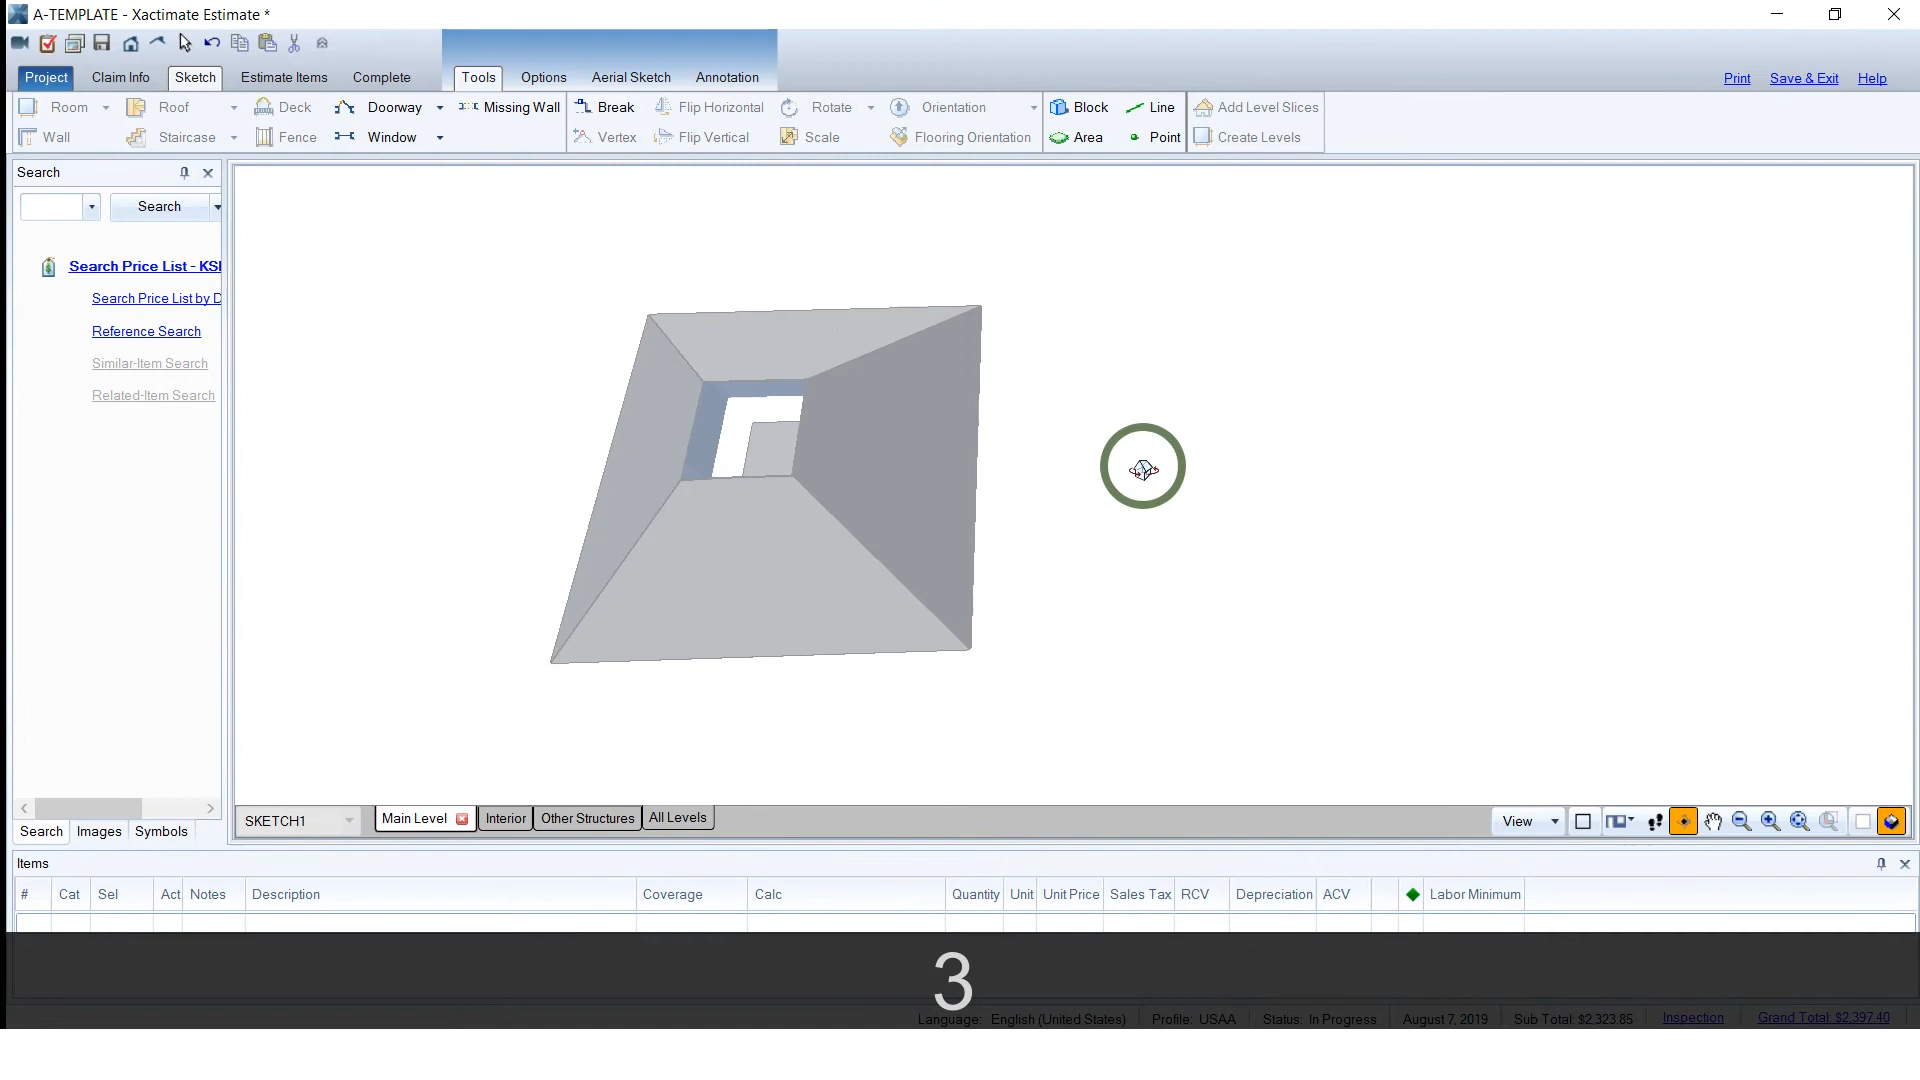 A-TEMPLATE - Xactimate Estimate *
Project Claim Info Sketch Estimate Items Complete Tools Options Aerial Sketch Annotation Print Save & Exit Help
Room Roof Deck Doorway Missing Wall Break Flip Horizontal Rotate Orientation Block Line Add Level Slices
Wall Staircase Fence Window Vertex Flip Vertical Scale Flooring Orientation Area Point Create Levels
Search
Search
Search Price List - KS
Search Price List by D
Reference Search
Similar-Item Search
Related-Item Search
SKETCH1 Main Level Interior Other Structures All Levels View
Search Images Symbols
Items
# Cat Sel Act Notes Description Coverage Calc Quantity Unit Unit Price Sales Tax RCV Depreciation ACV Labor Minimum
3
Language: English (United States) Profile: USAA Status: In Progress August 7, 2019 Sub Total: $2,323.85 Inspection Grand Total: $2,397.40